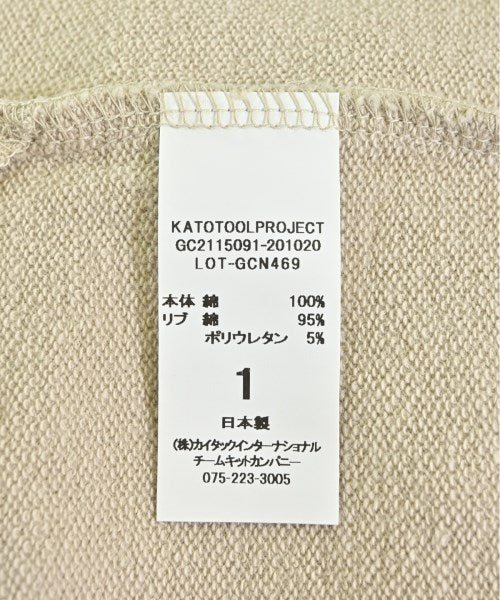 KATOTOOLPROJECT
GC2115091-201020
LOT-GCN469
本体 綿 100%
リブ 綿 95%
ポリウレタン 5%
1
日本製
(株)カイタックインターナショナル
チームキットカンパニー
075-223-3005